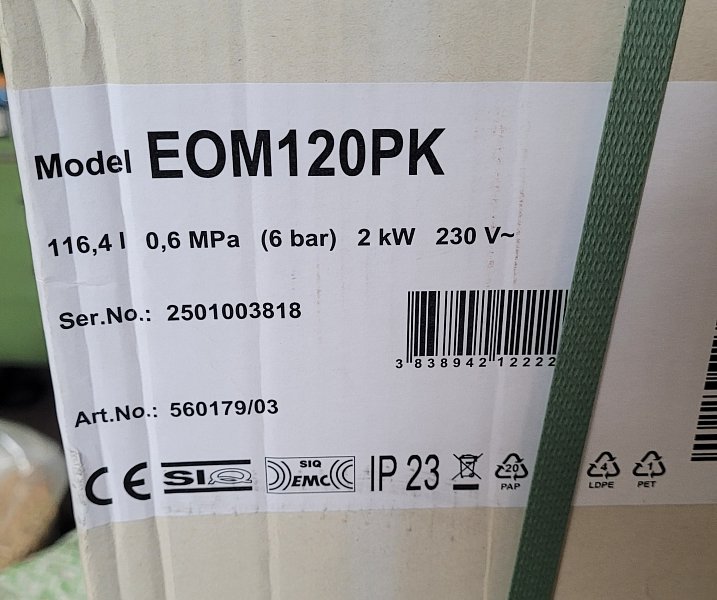 Model EOM120PK
116,4 l 0,6 MPa (6 bar) 2 kW 230 V~
Ser.No.: 2501003818
3 838942 12222
Art.No.: 560179/03
CE SIQ SIQ EMC IP 23 20 PAP 4 LDPE 1 PET